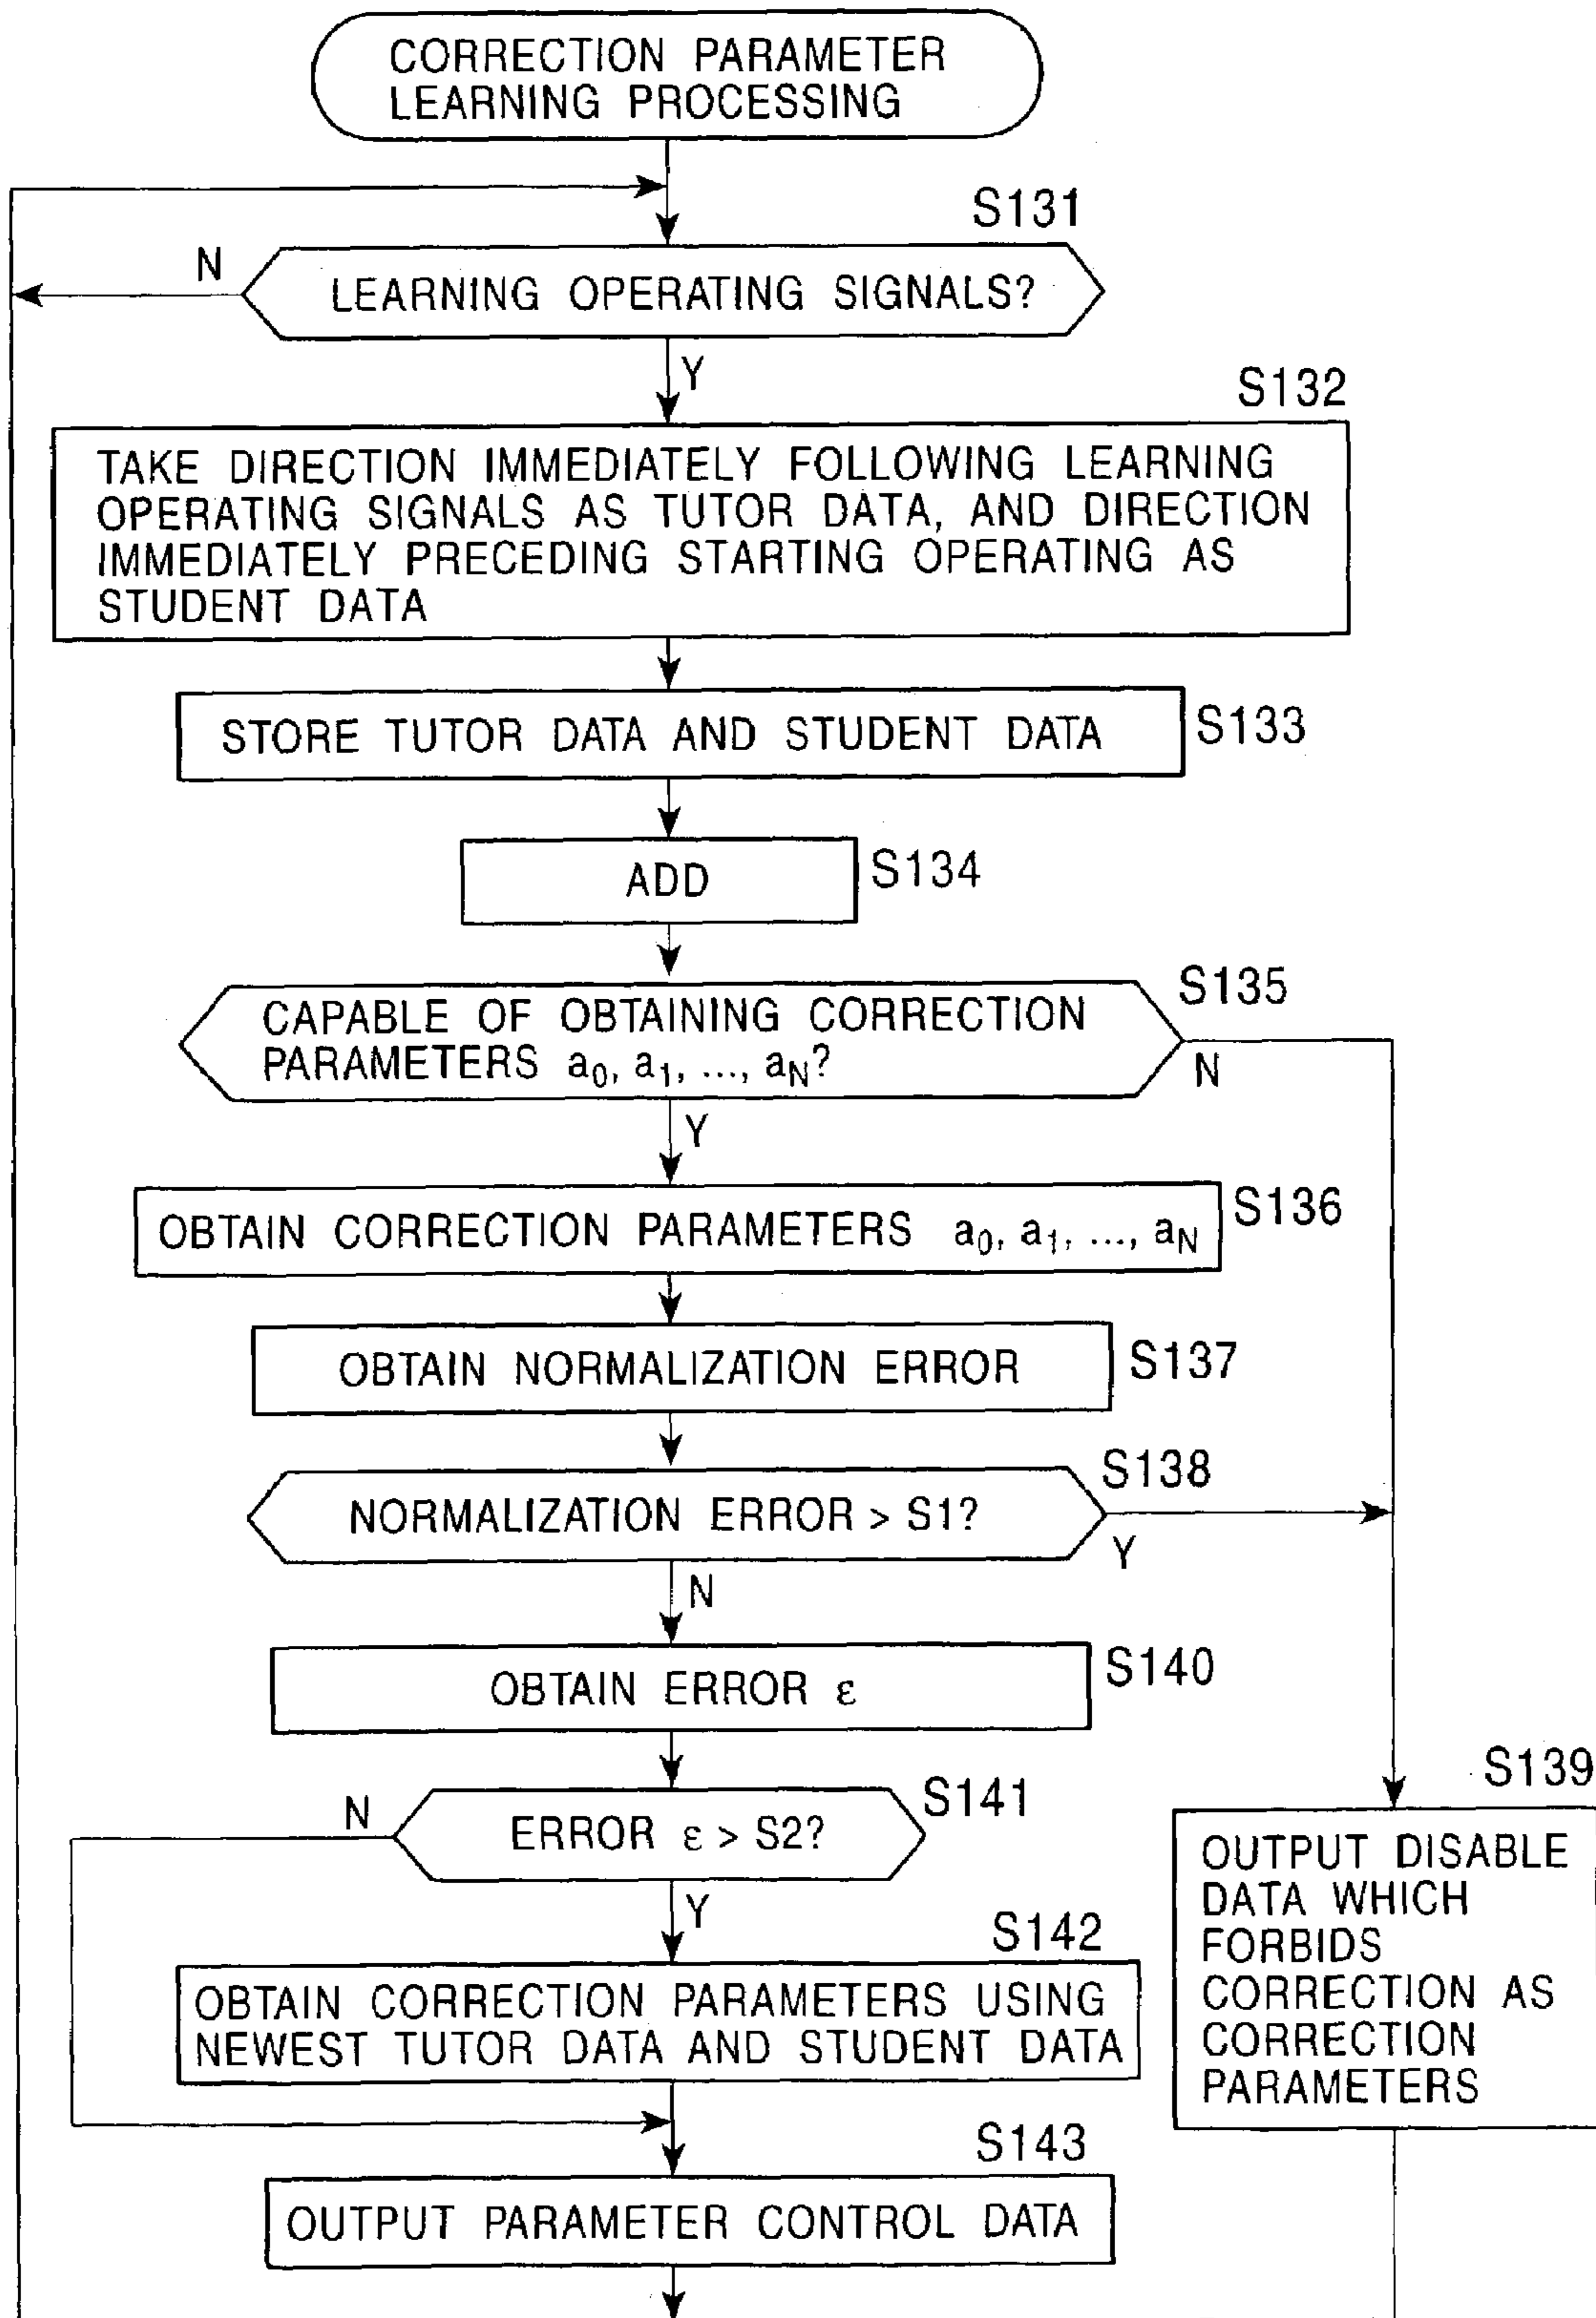 CORRECTION PARAMETER
LEARNING PROCESSING
S131
N
LEARNING OPERATING SIGNALS?
Y
S132
TAKE DIRECTION IMMEDIATELY FOLLOWING LEARNING
OPERATING SIGNALS AS TUTOR DATA, AND DIRECTION
IMMEDIATELY PRECEDING STARTING OPERATING AS
STUDENT DATA
STORE TUTOR DATA AND STUDENT DATA
S133
ADD
S134
S135
CAPABLE OF OBTAINING CORRECTION
PARAMETERS a₀, a₁, ..., a_N?
N
Y
OBTAIN CORRECTION PARAMETERS a₀, a₁, ..., a_N
S136
OBTAIN NORMALIZATION ERROR
S137
S138
NORMALIZATION ERROR > S1?
Y
N
OBTAIN ERROR ε
S140
S141
N
ERROR ε > S2?
Y
S139
OUTPUT DISABLE
DATA WHICH
FORBIDS
CORRECTION AS
CORRECTION
PARAMETERS
S142
OBTAIN CORRECTION PARAMETERS USING
NEWEST TUTOR DATA AND STUDENT DATA
S143
OUTPUT PARAMETER CONTROL DATA